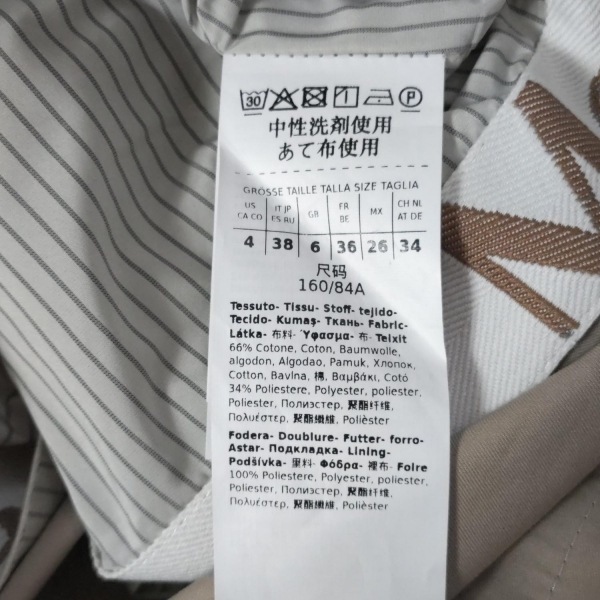 30 1 P
中性洗剤使用
あて布使用
GRÖSSE TAILLE TALLA SIZE TAGLIA
US CA CO IT JP ES RU GR FR BE MX CH NL AT DE
4 38 6 36 26 34
尺码
160/84A
Tessuto- Tissu- Stoff- tejido-
Tecido- Kumaş- Ткань- Fabric-
Látka- 布料- Ύφασμα- 布- Teixit
66% Cotone, Coton, Baumwolle,
algodon, Algodao, Pamuk, Хлопок,
Cotton, Bavlna, 棉, Βαμβάκι, Cotó
34% Poliestere, Polyester, poliester,
Poliester, Полиэстер, 聚酯纤维,
Πολυέστερ, 聚酯纖維, Polièster
Fodera- Doublure- Futter- forro-
Astar- Подкладка- Lining-
Podšívka- 里料- Φόδρα- 裡布- Folre
100% Poliestere, Polyester, poliester,
Poliester, Полиэстер, 聚酯纤维,
Πολυέστερ, 聚酯纖維, Polièster